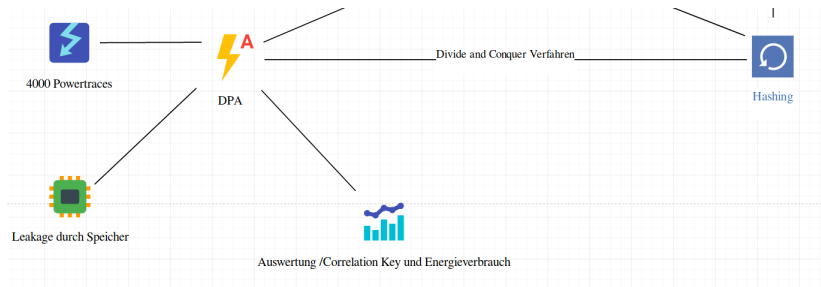 Divide and Conquer Verfahren
4000 Powertraces
A
DPA
Hashing
Leakage durch Speicher
Auswertung /Correlation Key und Energieverbrauch